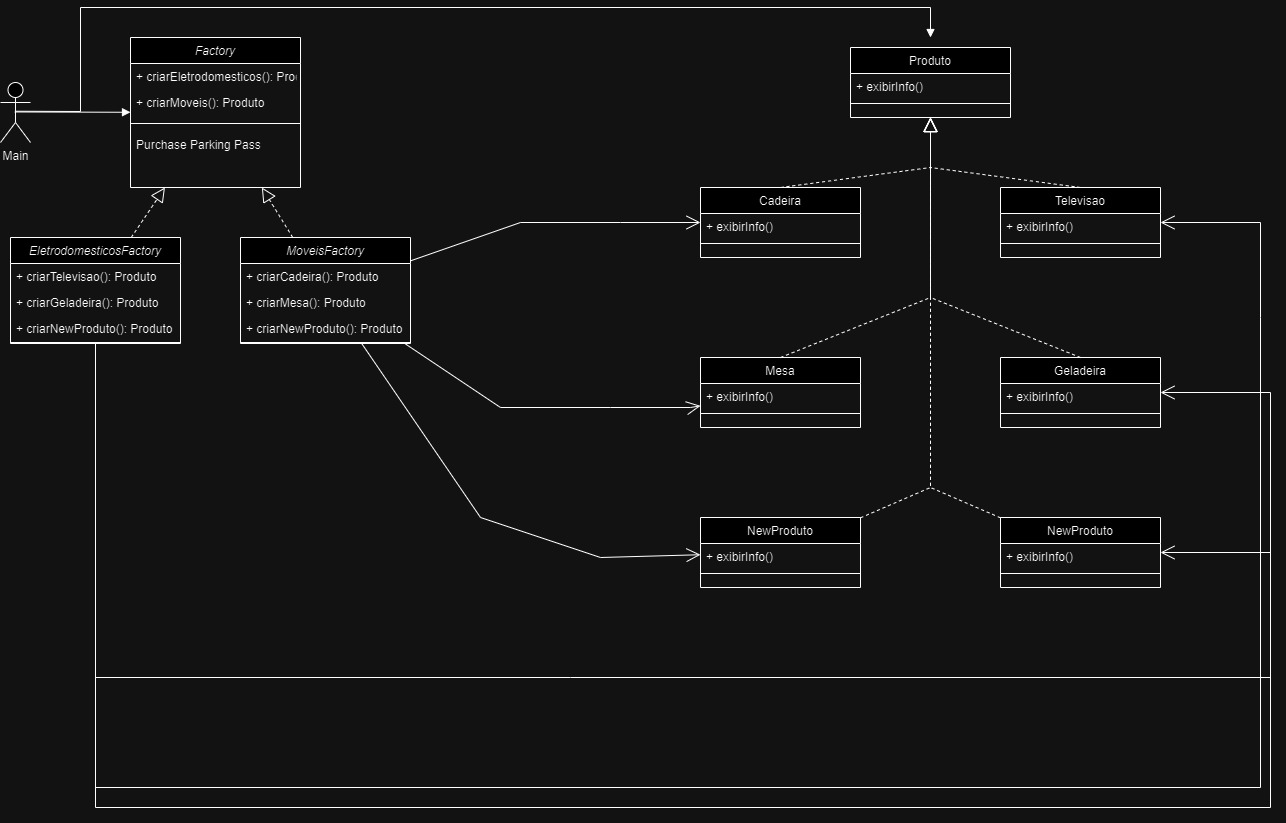 Factory
+ criarEletrodomesticos(): Pro
+ criarMoveis(): Produto
Purchase Parking Pass
Main
Produto
+ exibirInfo()
EletrodomesticosFactory
+ criarTelevisao(): Produto
+ criarGeladeira(): Produto
+ criarNewProduto(): Produto
MoveisFactory
+ criarCadeira(): Produto
+ criarMesa(): Produto
+ criarNewProduto(): Produto
Cadeira
+ exibirInfo()
Televisao
+ exibirInfo()
Mesa
+ exibirInfo()
Geladeira
+ exibirInfo()
NewProduto
+ exibirInfo()
NewProduto
+ exibirInfo()